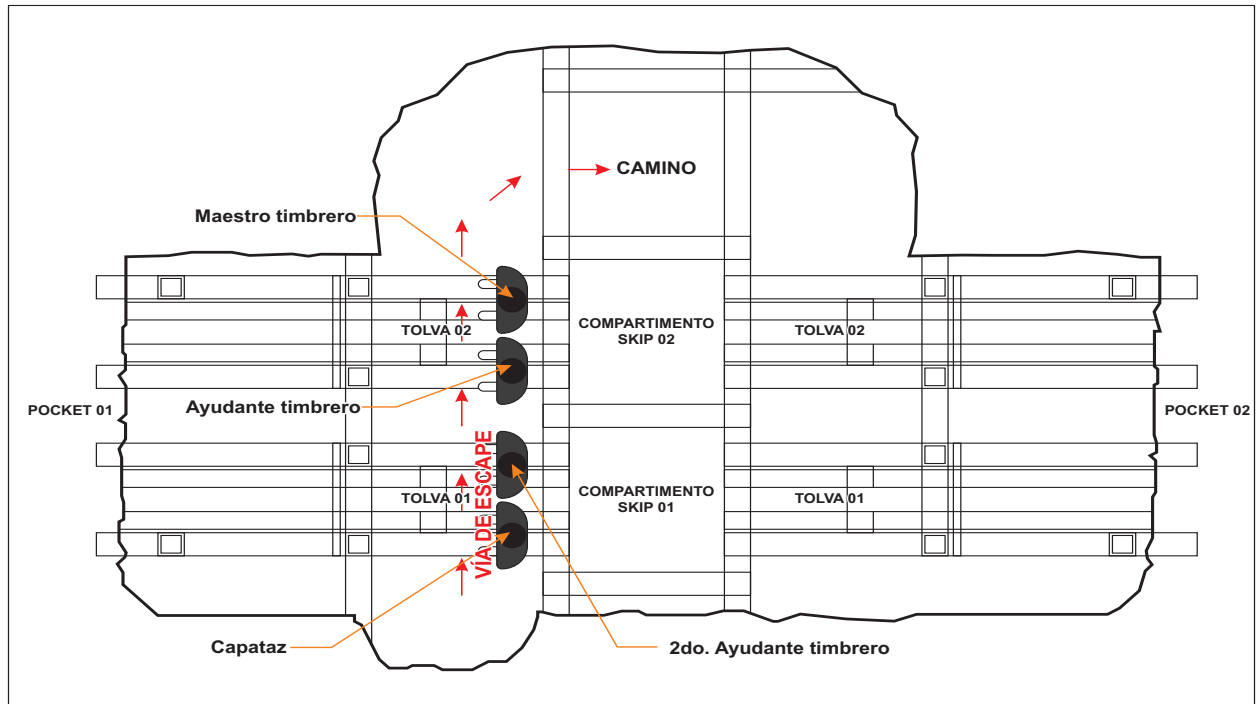 CAMINO
Maestro timbrero
TOLVA 02
COMPARTIMENTO
SKIP 02
TOLVA 02
Ayudante timbrero
POCKET 01
POCKET 02
VÍA DE ESCAPE
TOLVA 01
COMPARTIMENTO
SKIP 01
TOLVA 01
Capataz
2do. Ayudante timbrero